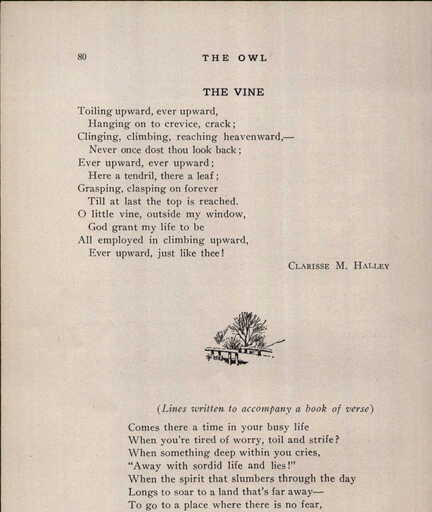 80
THE OWL
THE VINE
Toiling upward, ever upward,
Hanging on to crevice, crack;
Clinging, climbing, reaching heavenward,—
Never once dost thou look back;
Ever upward, ever upward;
Here a tendril, there a leaf;
Grasping, clasping on forever
Till at last the top is reached.
O little vine, outside my window,
God grant my life to be
All employed in climbing upward,
Ever upward, just like thee!
CLARISSE M. HALLEY
(Lines written to accompany a book of verse)
Comes there a time in your busy life
When you're tired of worry, toil and strife?
When something deep within you cries,
"Away with sordid life and lies!"
When the spirit that slumbers through the day
Longs to soar to a land that's far away—
To go to a place where there is no fear,